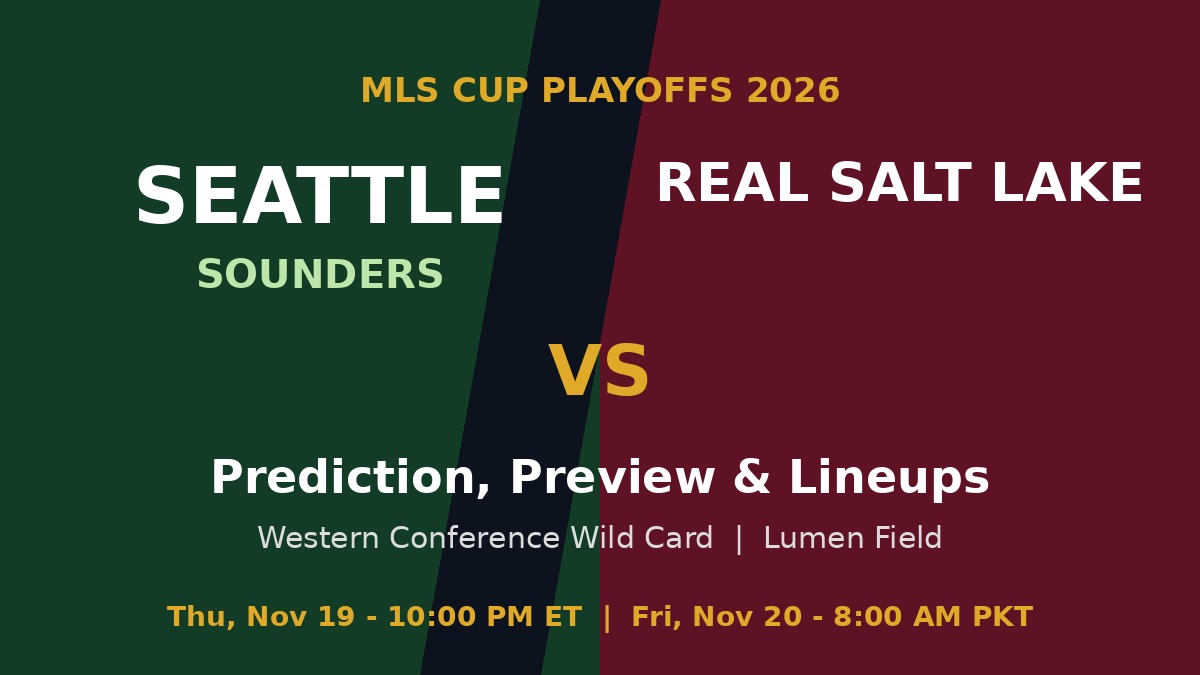 MLS CUP PLAYOFFS 2026
SEATTLE
SOUNDERS
REAL SALT LAKE
VS
Prediction, Preview & Lineups
Western Conference Wild Card | Lumen Field
Thu, Nov 19 - 10:00 PM ET | Fri, Nov 20 - 8:00 AM PKT